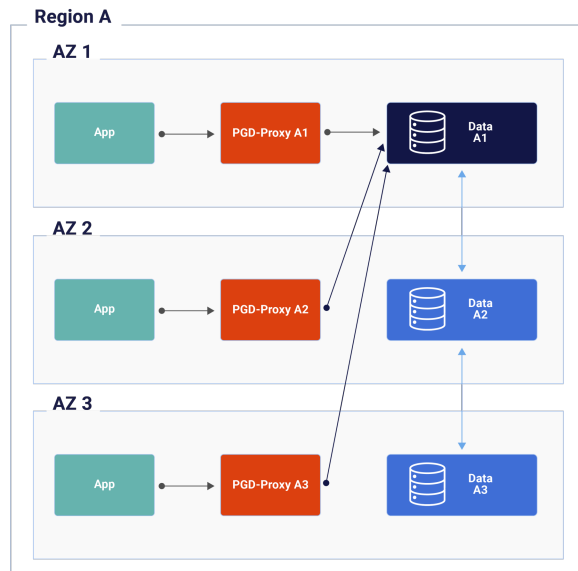 Region A
AZ 1
App
PGD-Proxy A1
Data
A1
AZ 2
App
PGD-Proxy A2
Data
A2
AZ 3
App
PGD-Proxy A3
Data
A3